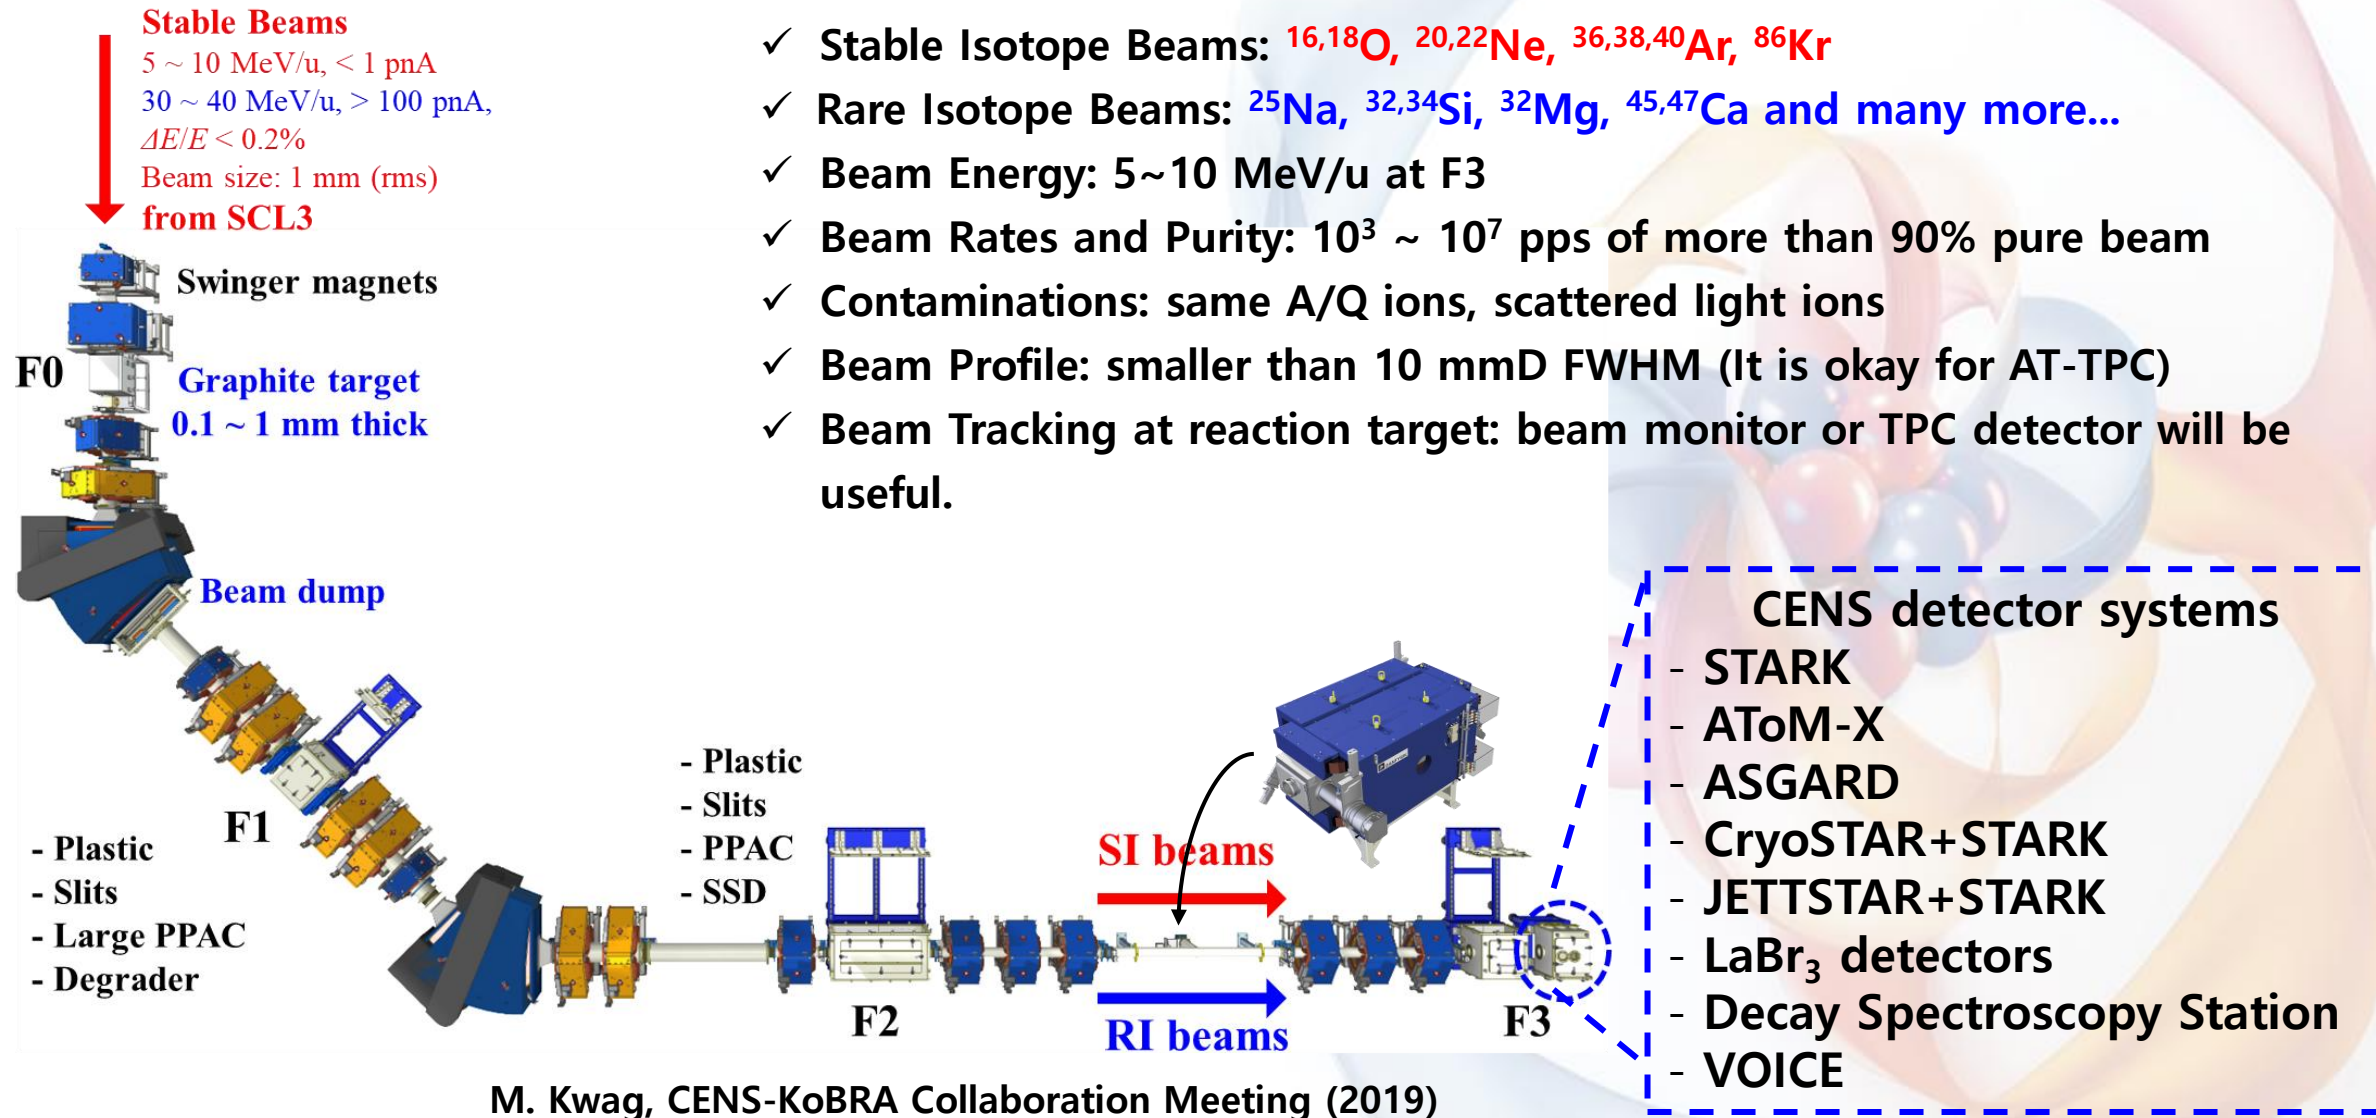 Stable Beams
5 ~ 10 MeV/u, < 1 pnA
30 ~ 40 MeV/u, > 100 pnA,
ΔE/E < 0.2%
Beam size: 1 mm (rms)
from SCL3
✓ Stable Isotope Beams: ¹⁶,¹⁸O, ²⁰,²²Ne, ³⁶,³⁸,⁴⁰Ar, ⁸⁶Kr
✓ Rare Isotope Beams: ²⁵Na, ³²,³⁴Si, ³²Mg, ⁴⁵,⁴⁷Ca and many more...
✓ Beam Energy: 5~10 MeV/u at F3
✓ Beam Rates and Purity: 10³ ~ 10⁷ pps of more than 90% pure beam
✓ Contaminations: same A/Q ions, scattered light ions
✓ Beam Profile: smaller than 10 mmD FWHM (It is okay for AT-TPC)
✓ Beam Tracking at reaction target: beam monitor or TPC detector will be
useful.
Swinger magnets
F0
Graphite target
0.1 ~ 1 mm thick
Beam dump
F1
- Plastic
- Slits
- Large PPAC
- Degrader
- Plastic
- Slits
- PPAC
- SSD
F2
SI beams
RI beams
F3
CENS detector systems
- STARK
- AToM-X
- ASGARD
- CryoSTAR+STARK
- JETTSTAR+STARK
- LaBr₃ detectors
- Decay Spectroscopy Station
- VOICE
M. Kwag, CENS-KoBRA Collaboration Meeting (2019)